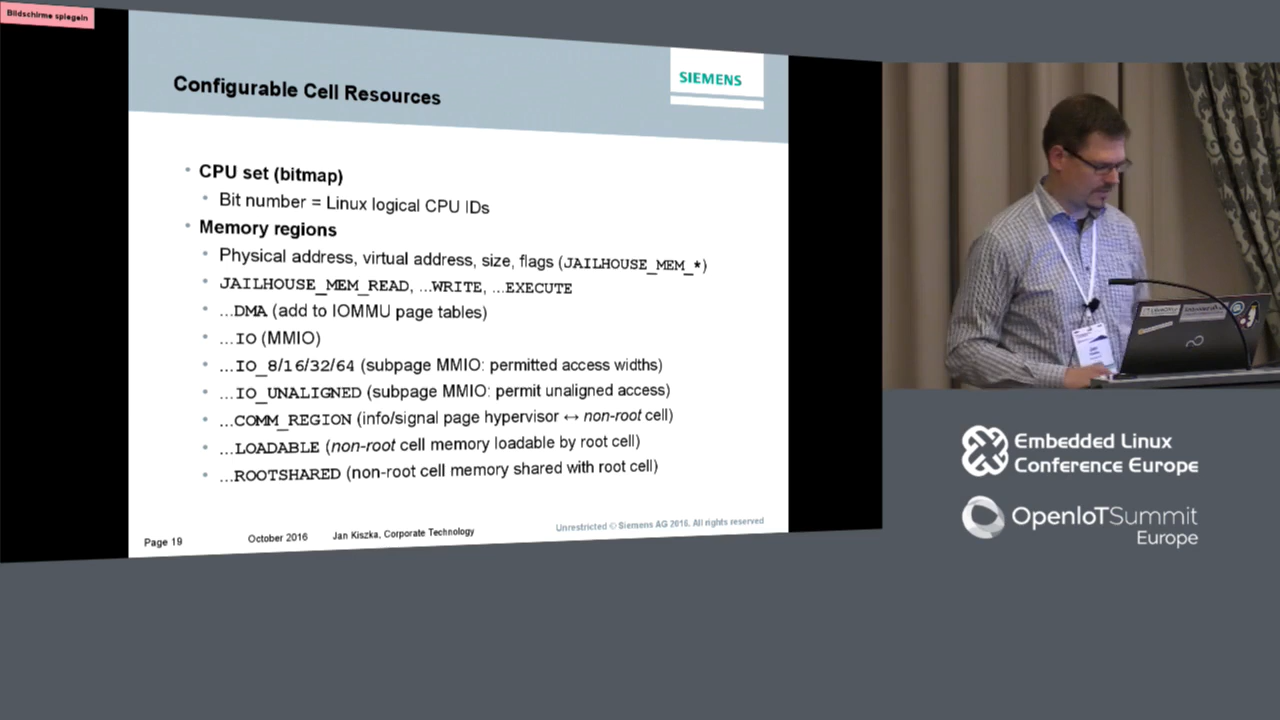 Bildschirme spiegeln
Configurable Cell Resources
SIEMENS
CPU set (bitmap)
Bit number = Linux logical CPU IDs
Memory regions
Physical address, virtual address, size, flags (JAILHOUSE_MEM_*)
JAILHOUSE_MEM_READ, ...WRITE, ...EXECUTE
...DMA (add to IOMMU page tables)
...IO (MMIO)
...IO_8/16/32/64 (subpage MMIO: permitted access widths)
...IO_UNALIGNED (subpage MMIO: permit unaligned access)
...COMM_REGION (info/signal page hypervisor ↔ non-root cell)
...LOADABLE (non-root cell memory loadable by root cell)
...ROOTSHARED (non-root cell memory shared with root cell)
Page 19
October 2016
Jan Kiszka, Corporate Technology
Unrestricted © Siemens AG 2016. All rights reserved
Embedded Linux
Conference Europe
OpenIoTSummit
Europe